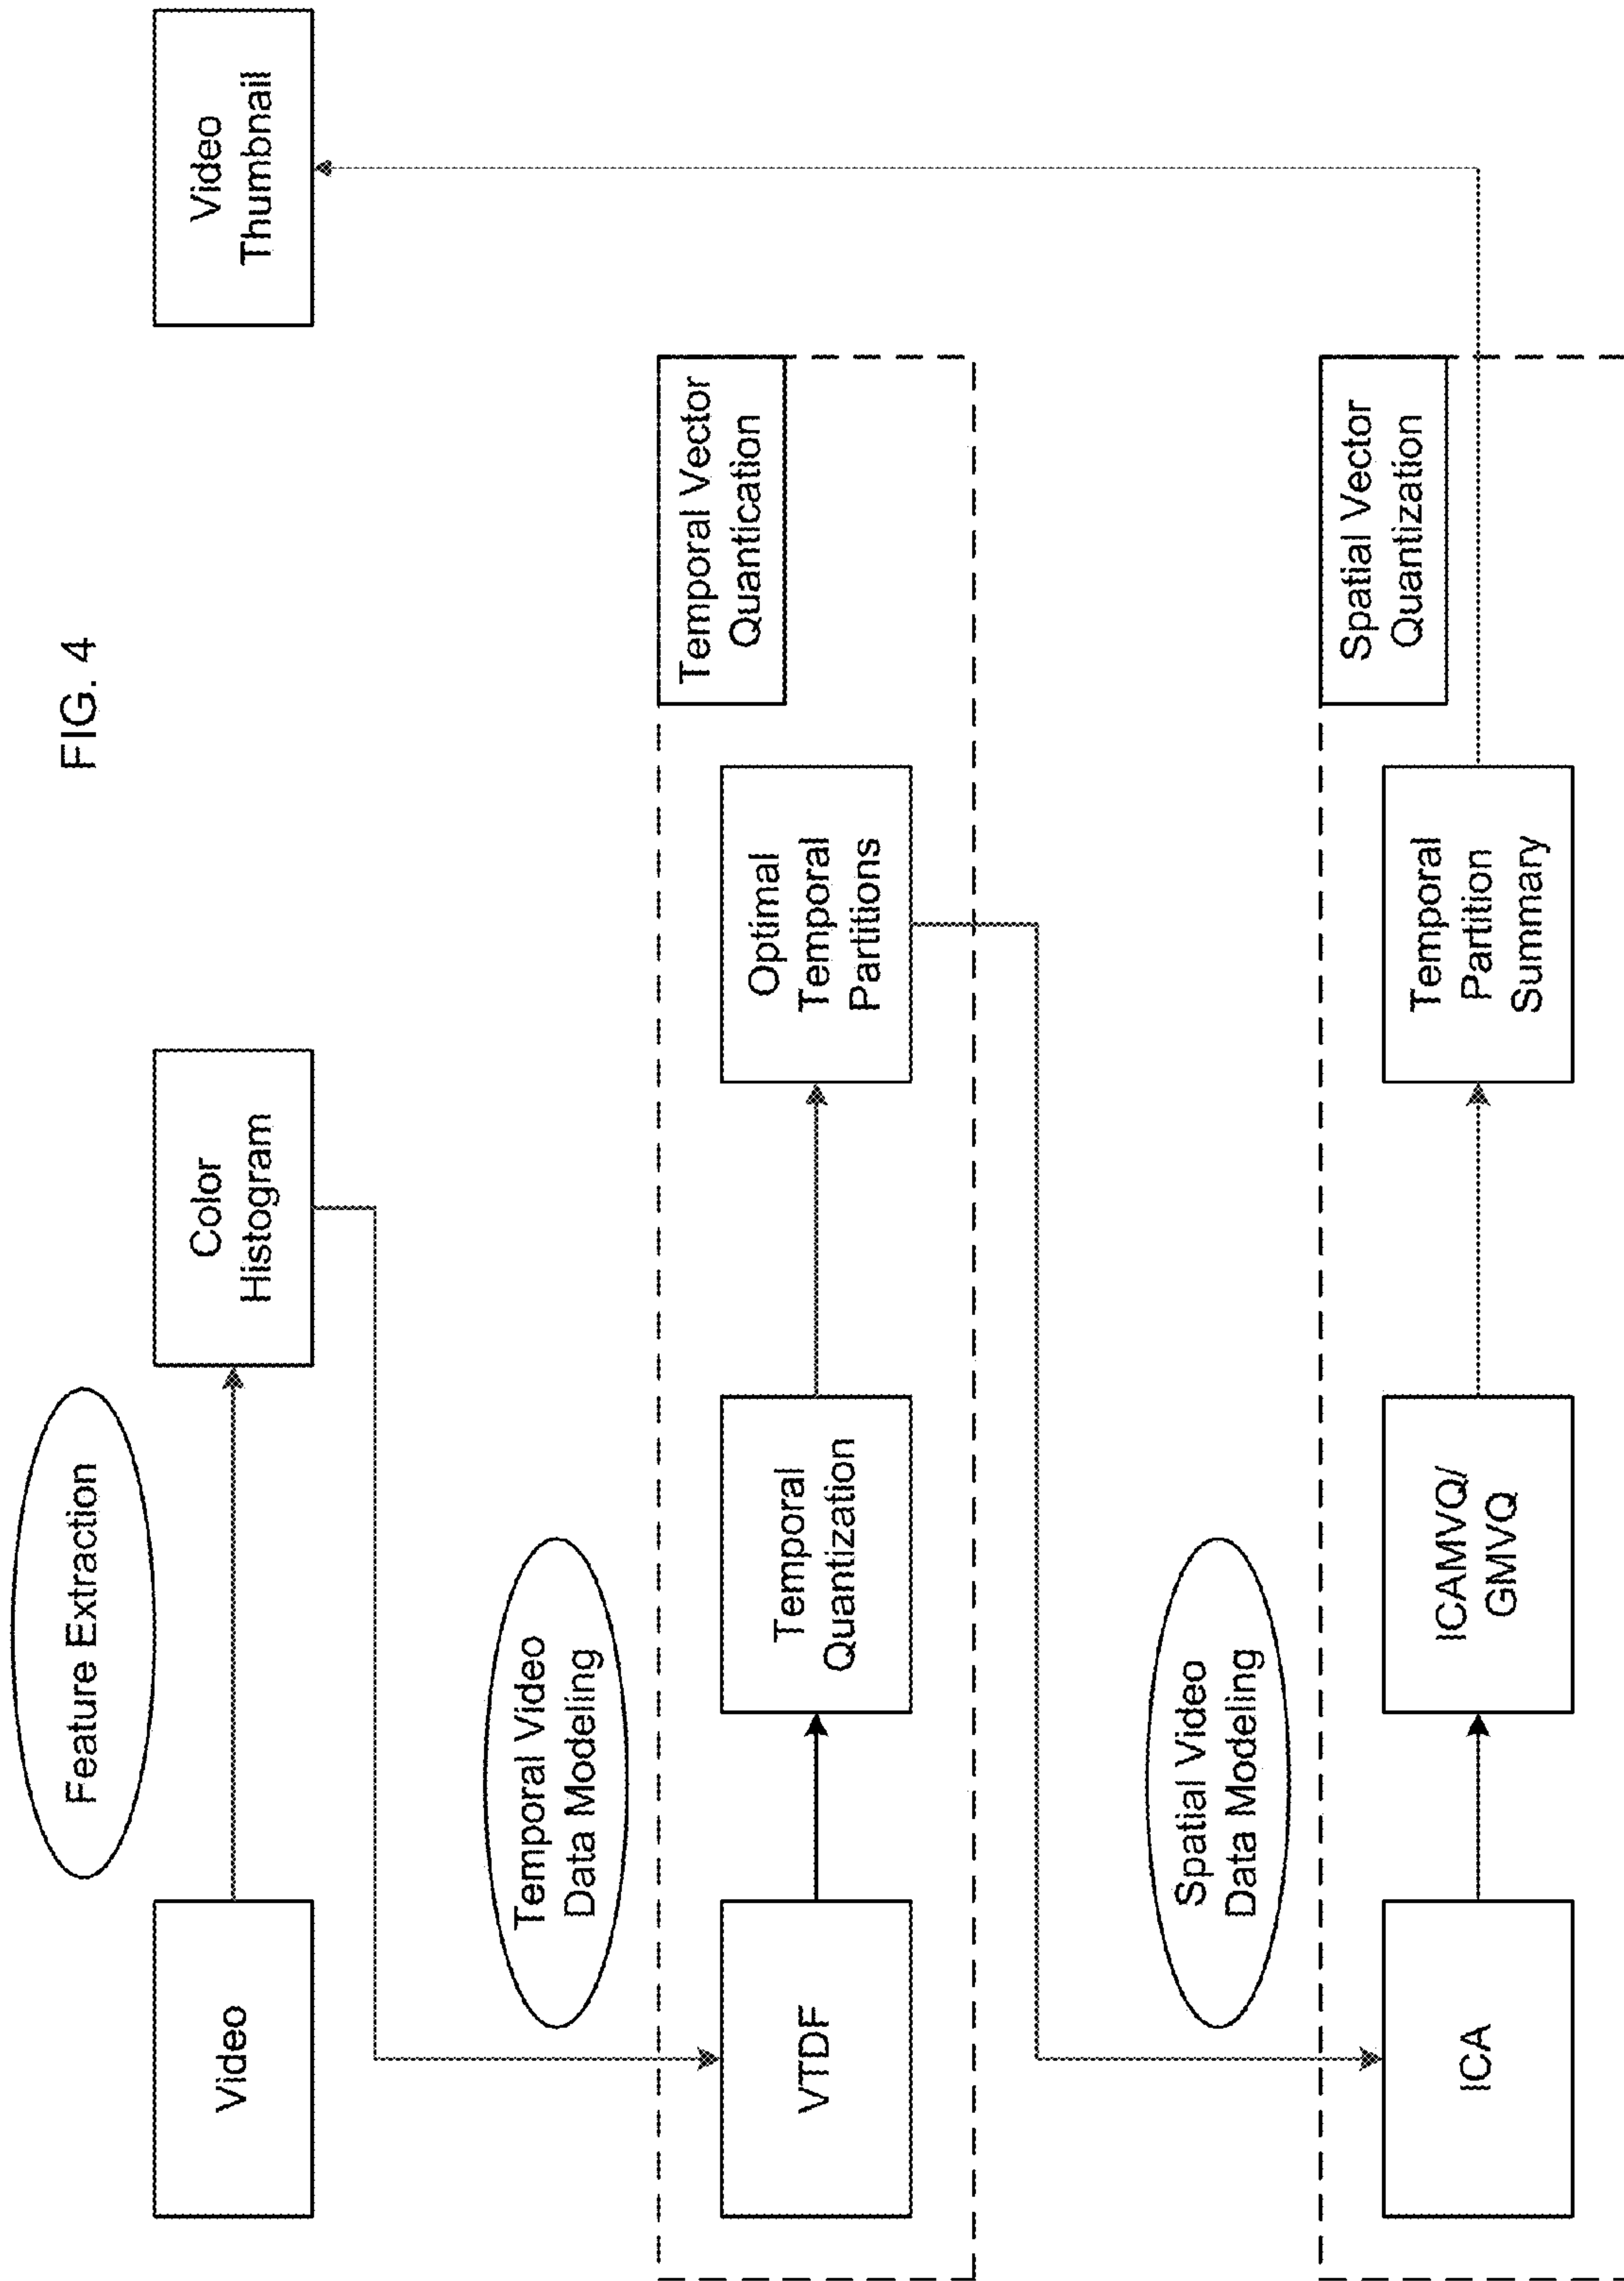 FIG. 4
Feature Extraction
Video
Color
Histogram
Video
Thumbnail
Temporal Video
Data Modeling
Temporal Vector
Quantication
VTDF
Temporal
Quantization
Optimal
Temporal
Partitions
Spatial Video
Data Modeling
Spatial Vector
Quantization
ICA
ICAMVQ/
GMVQ
Temporal
Partition
Summary